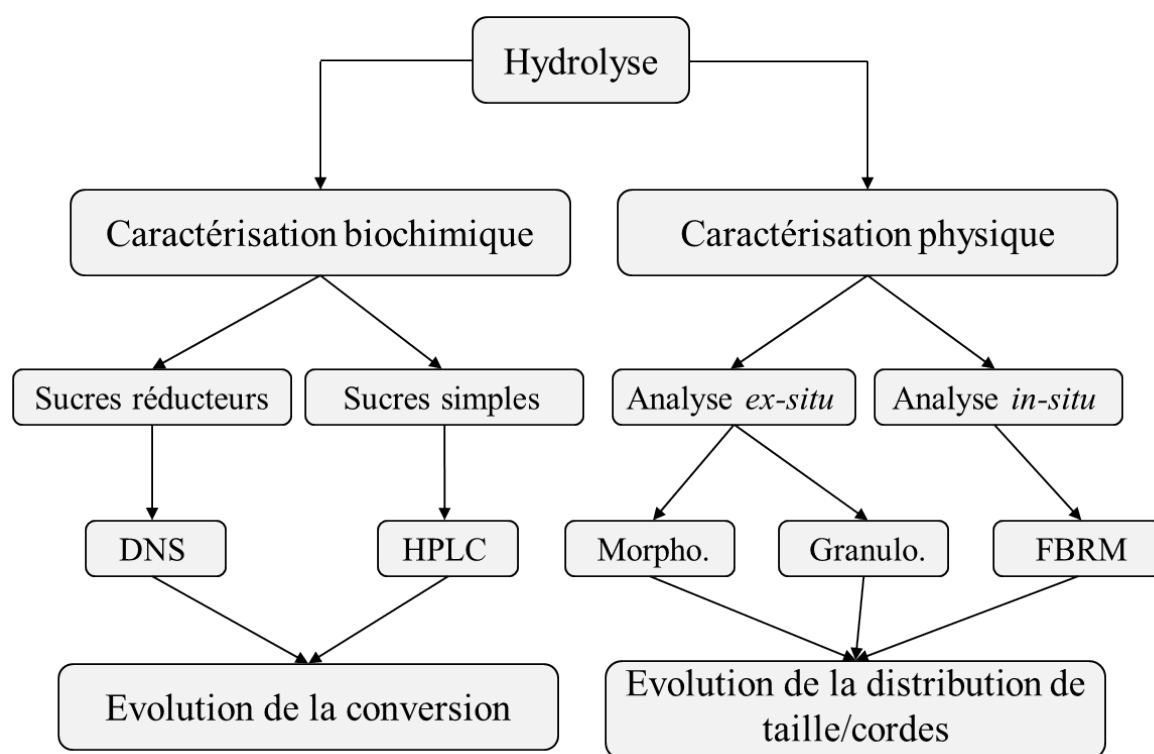 Hydrolyse
Caractérisation biochimique
Caractérisation physique
Sucres réducteurs
Sucres simples
Analyse ex-situ
Analyse in-situ
DNS
HPLC
Morpho.
Granulo.
FBRM
Evolution de la conversion
Evolution de la distribution de
taille/cordes